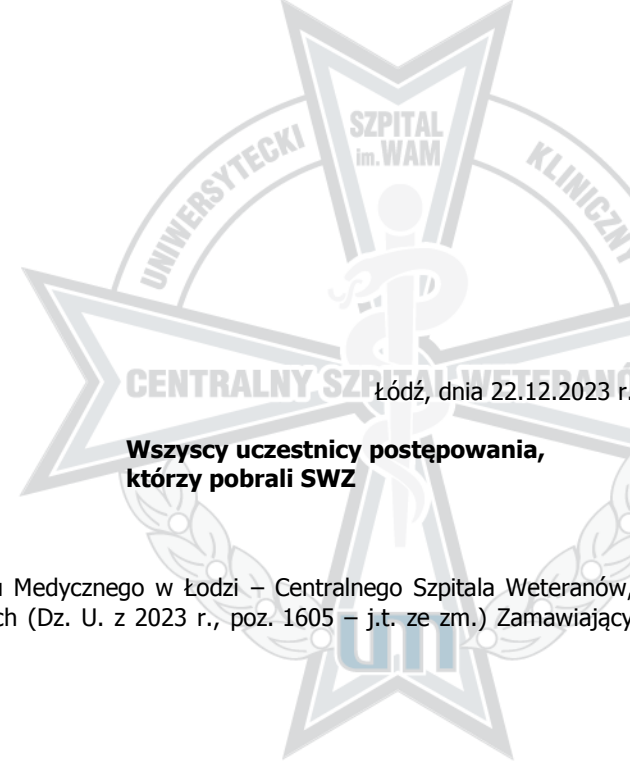 SZPITAL
im. WAM
UNIWERSYTECKI
KLINICZNY
CENTRALNY SZPITAL WETERANÓ
Łódź, dnia 22.12.2023 r.
Wszyscy uczestnicy postępowania,
którzy pobrali SWZ
u Medycznego w Łodzi – Centralnego Szpitala Weteranów,
ch (Dz. U. z 2023 r., poz. 1605 – j.t. ze zm.) Zamawiający
UM